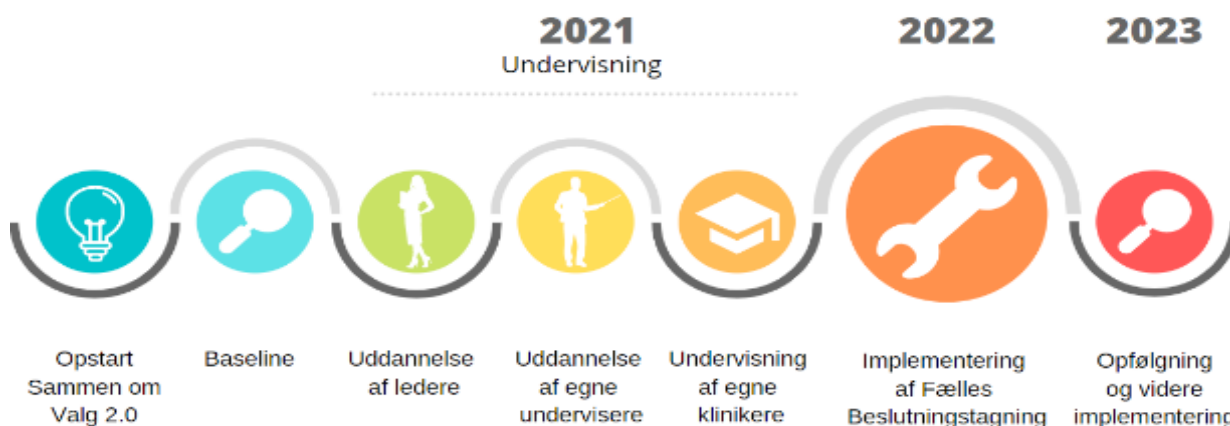 2021
Undervisning
2022
2023
Opstart
Sammen om
Valg 2.0
Baseline
Uddannelse
af ledere
Uddannelse
af egne
undervisere
Undervisning
af egne
klinikere
Implementering
af Fælles
Beslutningstagning
Opfølgning
og videre
implementering